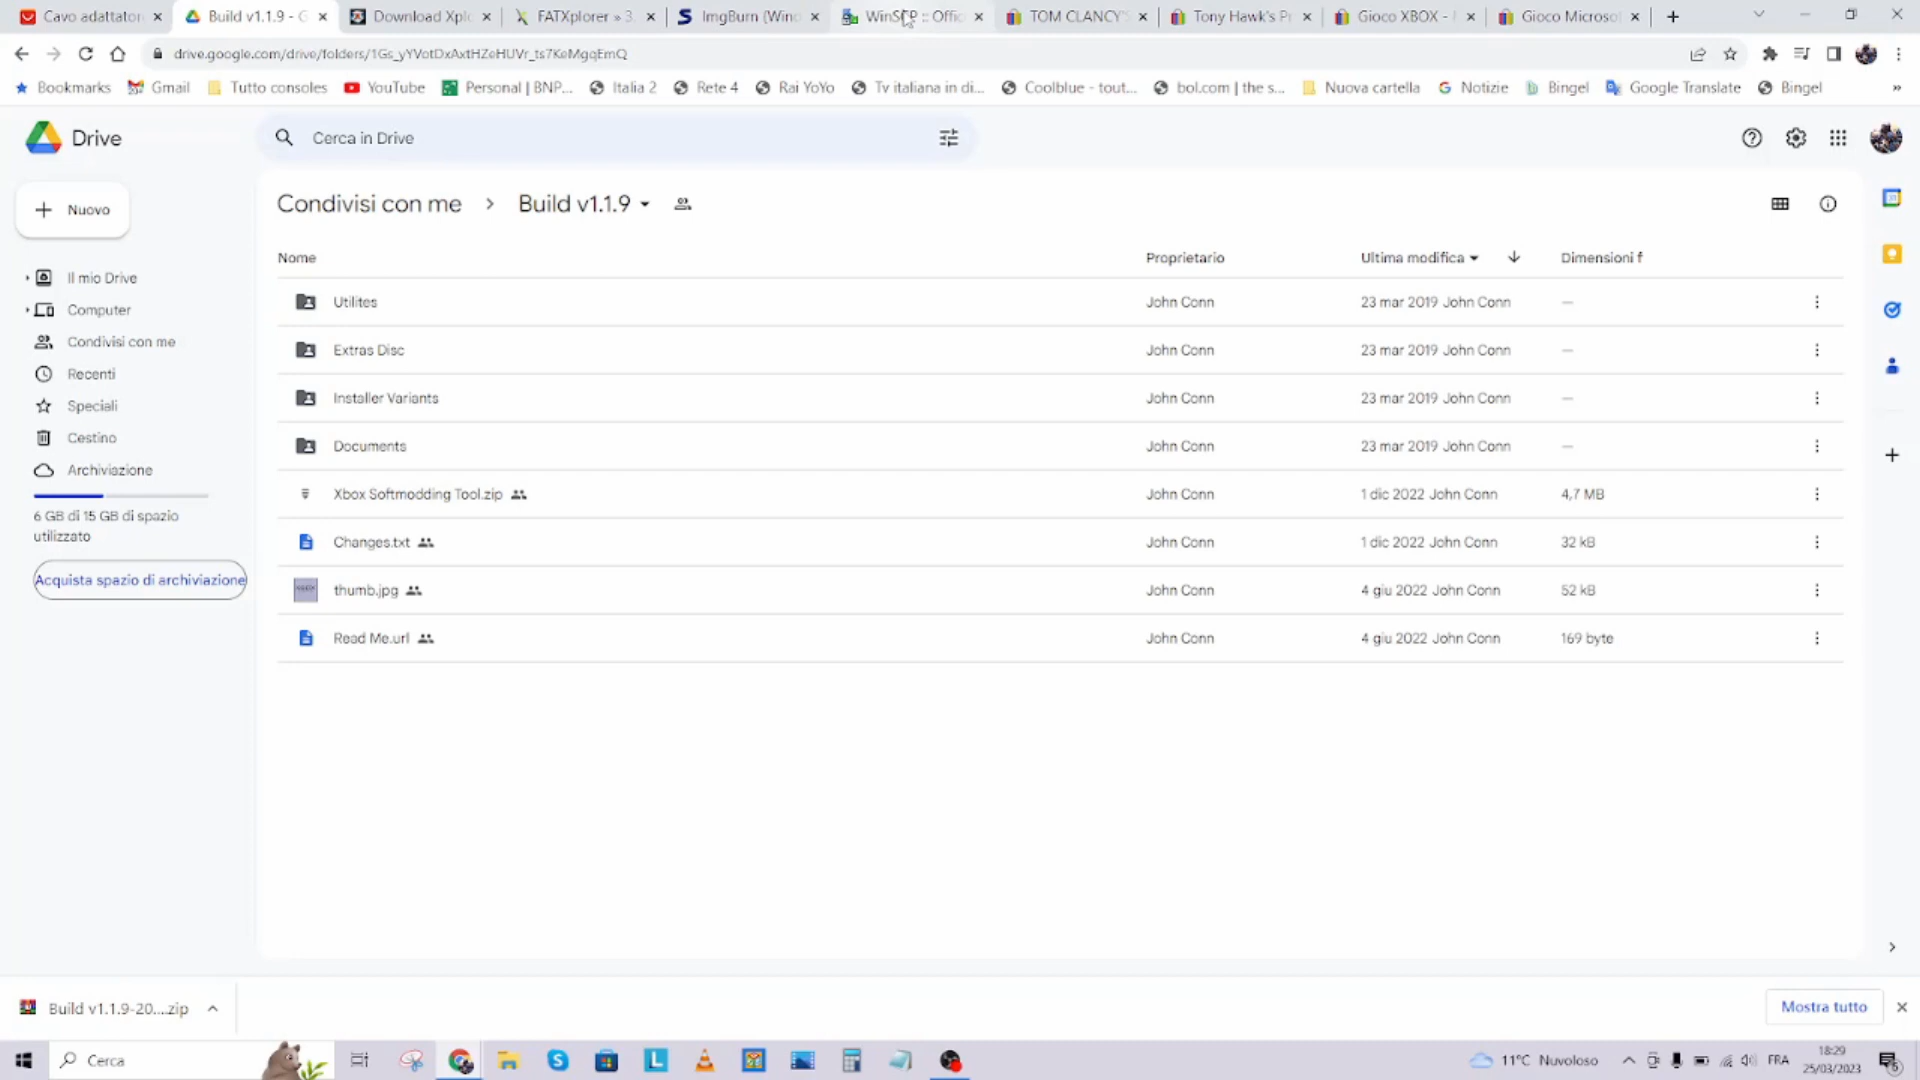 Cavo adattator
Build v1.1.9 - G
Download Xplo
FATXplorer » 3.
ImgBurn (Wind
WinSCP :: Offic
TOM CLANCY'S
Tony Hawk's Pr
Gioco XBOX -
Gioco Microso
drive.google.com/drive/folders/1Gs_yYVotDxAxtHZeHUVr_ts7KeMgqEmQ
Bookmarks
Gmail
Tutto consoles
YouTube
Personal | BNP...
Italia 2
Rete 4
Rai YoYo
Tv italiana in di...
Coolblue - tout...
bol.com | the s...
Nuova cartella
Notizie
Bingel
Google Translate
Bingel
Drive
Cerca in Drive
Nuovo
Condivisi con me > Build v1.1.9
Nome
Proprietario
Ultima modifica
Dimensioni f
Il mio Drive
Computer
Condivisi con me
Recenti
Speciali
Cestino
Archiviazione
6 GB di 15 GB di spazio
utilizzato
Acquista spazio di archiviazione
Utilites John Conn 23 mar 2019 John Conn —
Extras Disc John Conn 23 mar 2019 John Conn —
Installer Variants John Conn 23 mar 2019 John Conn —
Documents John Conn 23 mar 2019 John Conn —
Xbox Softmodding Tool.zip John Conn 1 dic 2022 John Conn 4,7 MB
Changes.txt John Conn 1 dic 2022 John Conn 32 kB
thumb.jpg John Conn 4 giu 2022 John Conn 52 kB
Read Me.url John Conn 4 giu 2022 John Conn 169 byte
Build v1.1.9-20....zip
Mostra tutto
Cerca
11°C Nuvoloso
FRA
18:29
25/03/2023